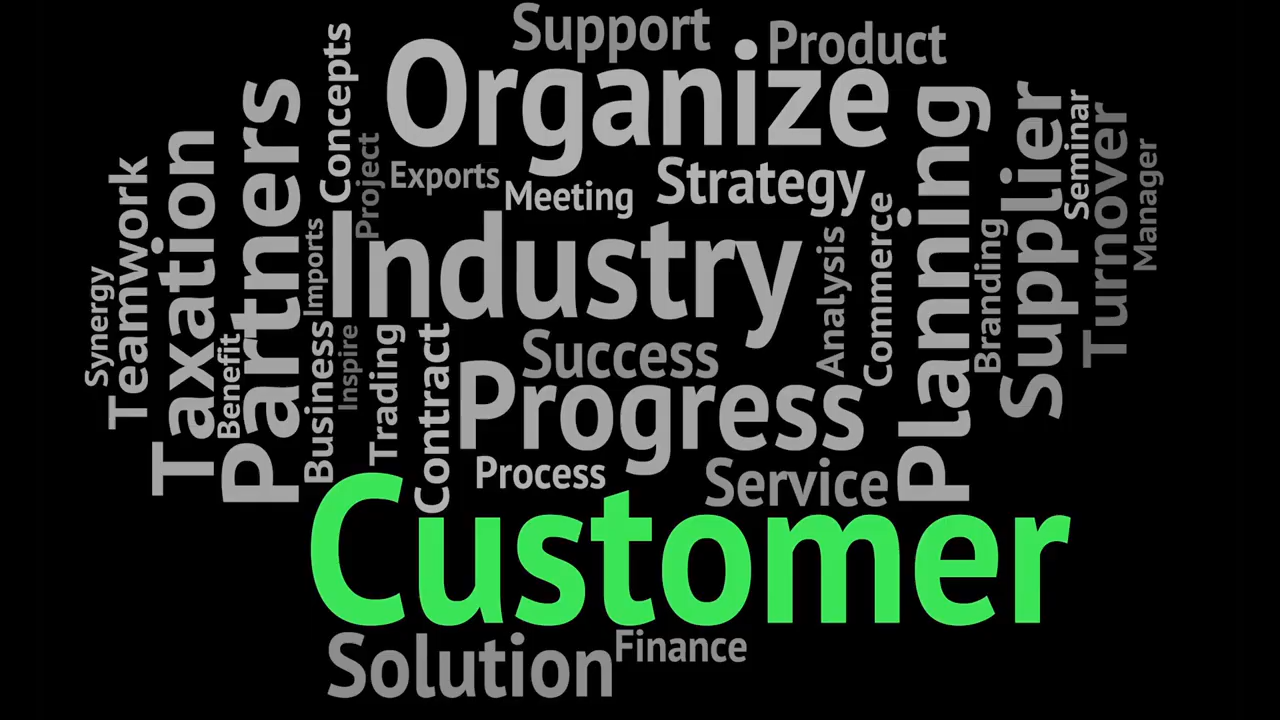 Support
Product
Organize
Concepts
Project
Exports
Meeting
Strategy
Partners
Taxation
Teamwork
Synergy
Benefit
Imports
Business
Inspire
Trading
Contract
Industry
Success
Progress
Process
Service
Analysis
Commerce
Planning
Branding
Supplier
Seminar
Turnover
Manager
Customer
Solution
Finance